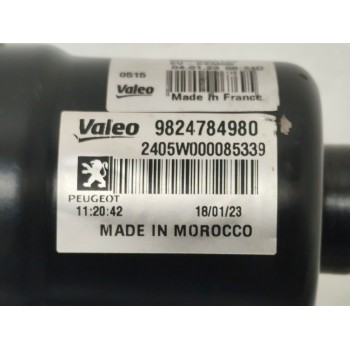 0515
Valeo
Made in France
Valeo 9824784980
2405W000085339
PEUGEOT
11:20:42 18/01/23
MADE IN MOROCCO